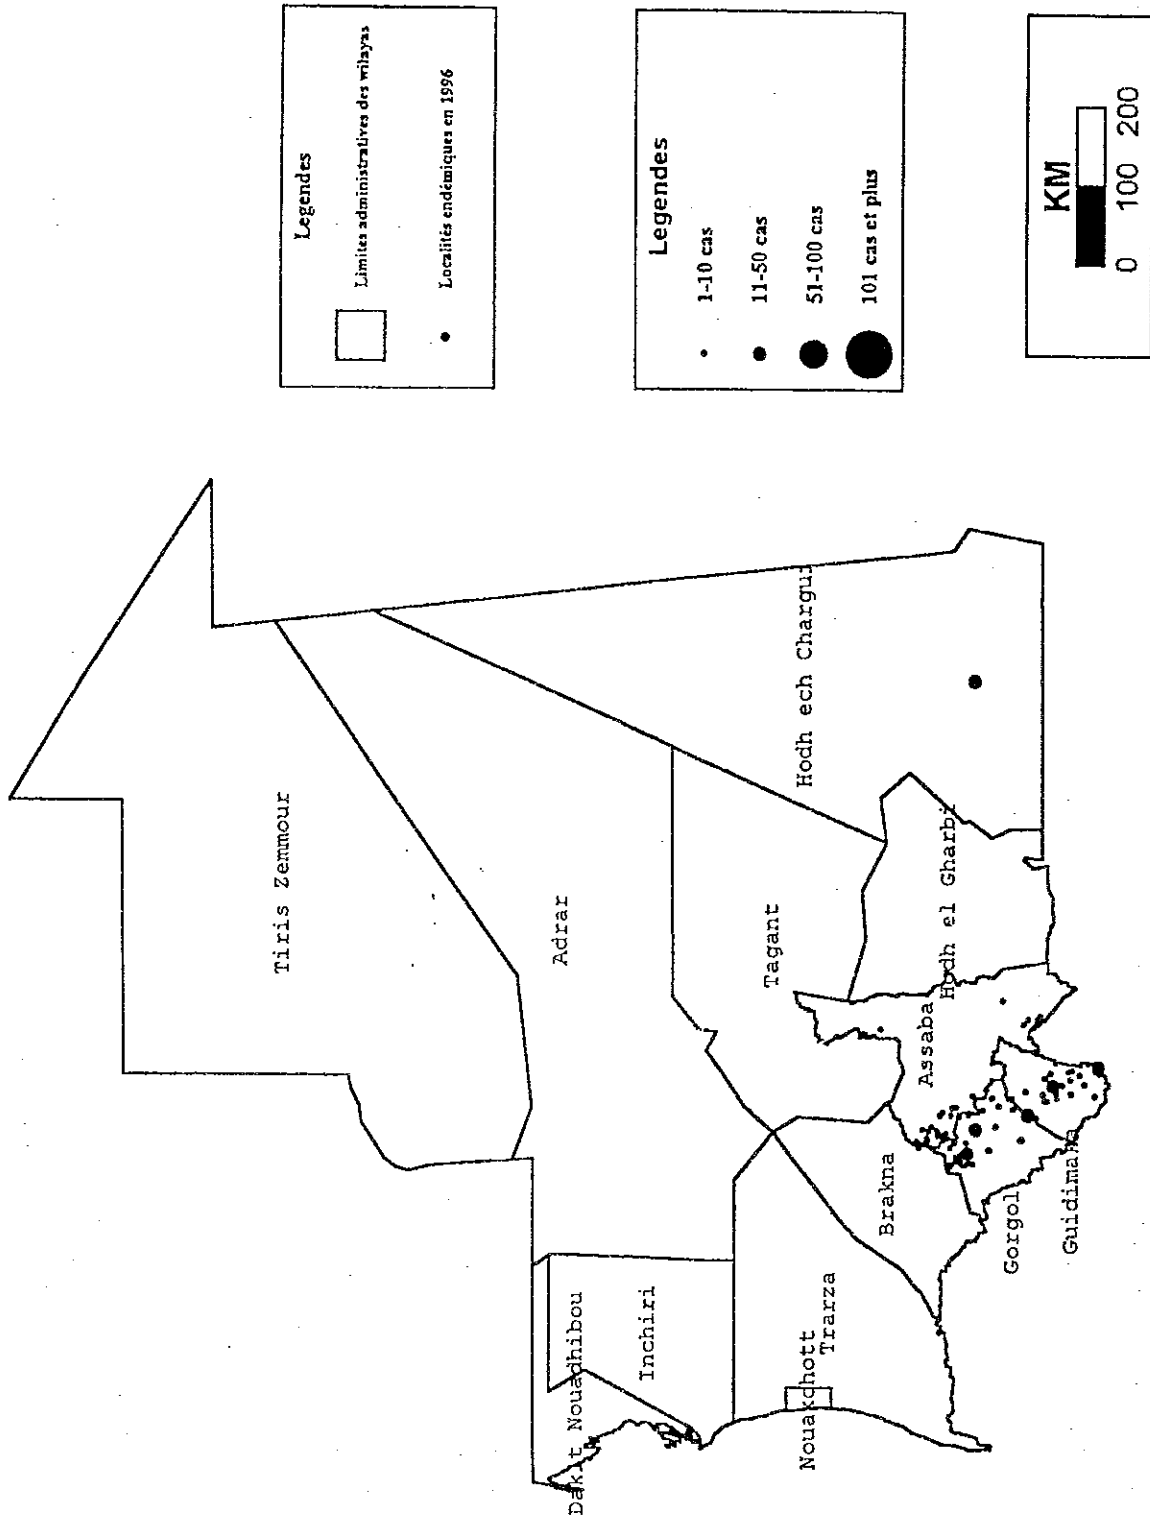 Tiris Zemmour
Adrar
Daklt Nouadhibou
Inchiri
Tagant
Hodh ech Chargui
Nouakchott
Trarza
Brakna
Assaba
Hodh el Gharbi
Gorgol
Guidimaka
Legendes
Limites administratives des wilayas
Localités endémiques en 1996
Legendes
1-10 cas
11-50 cas
51-100 cas
101 cas et plus
KM
0 100 200